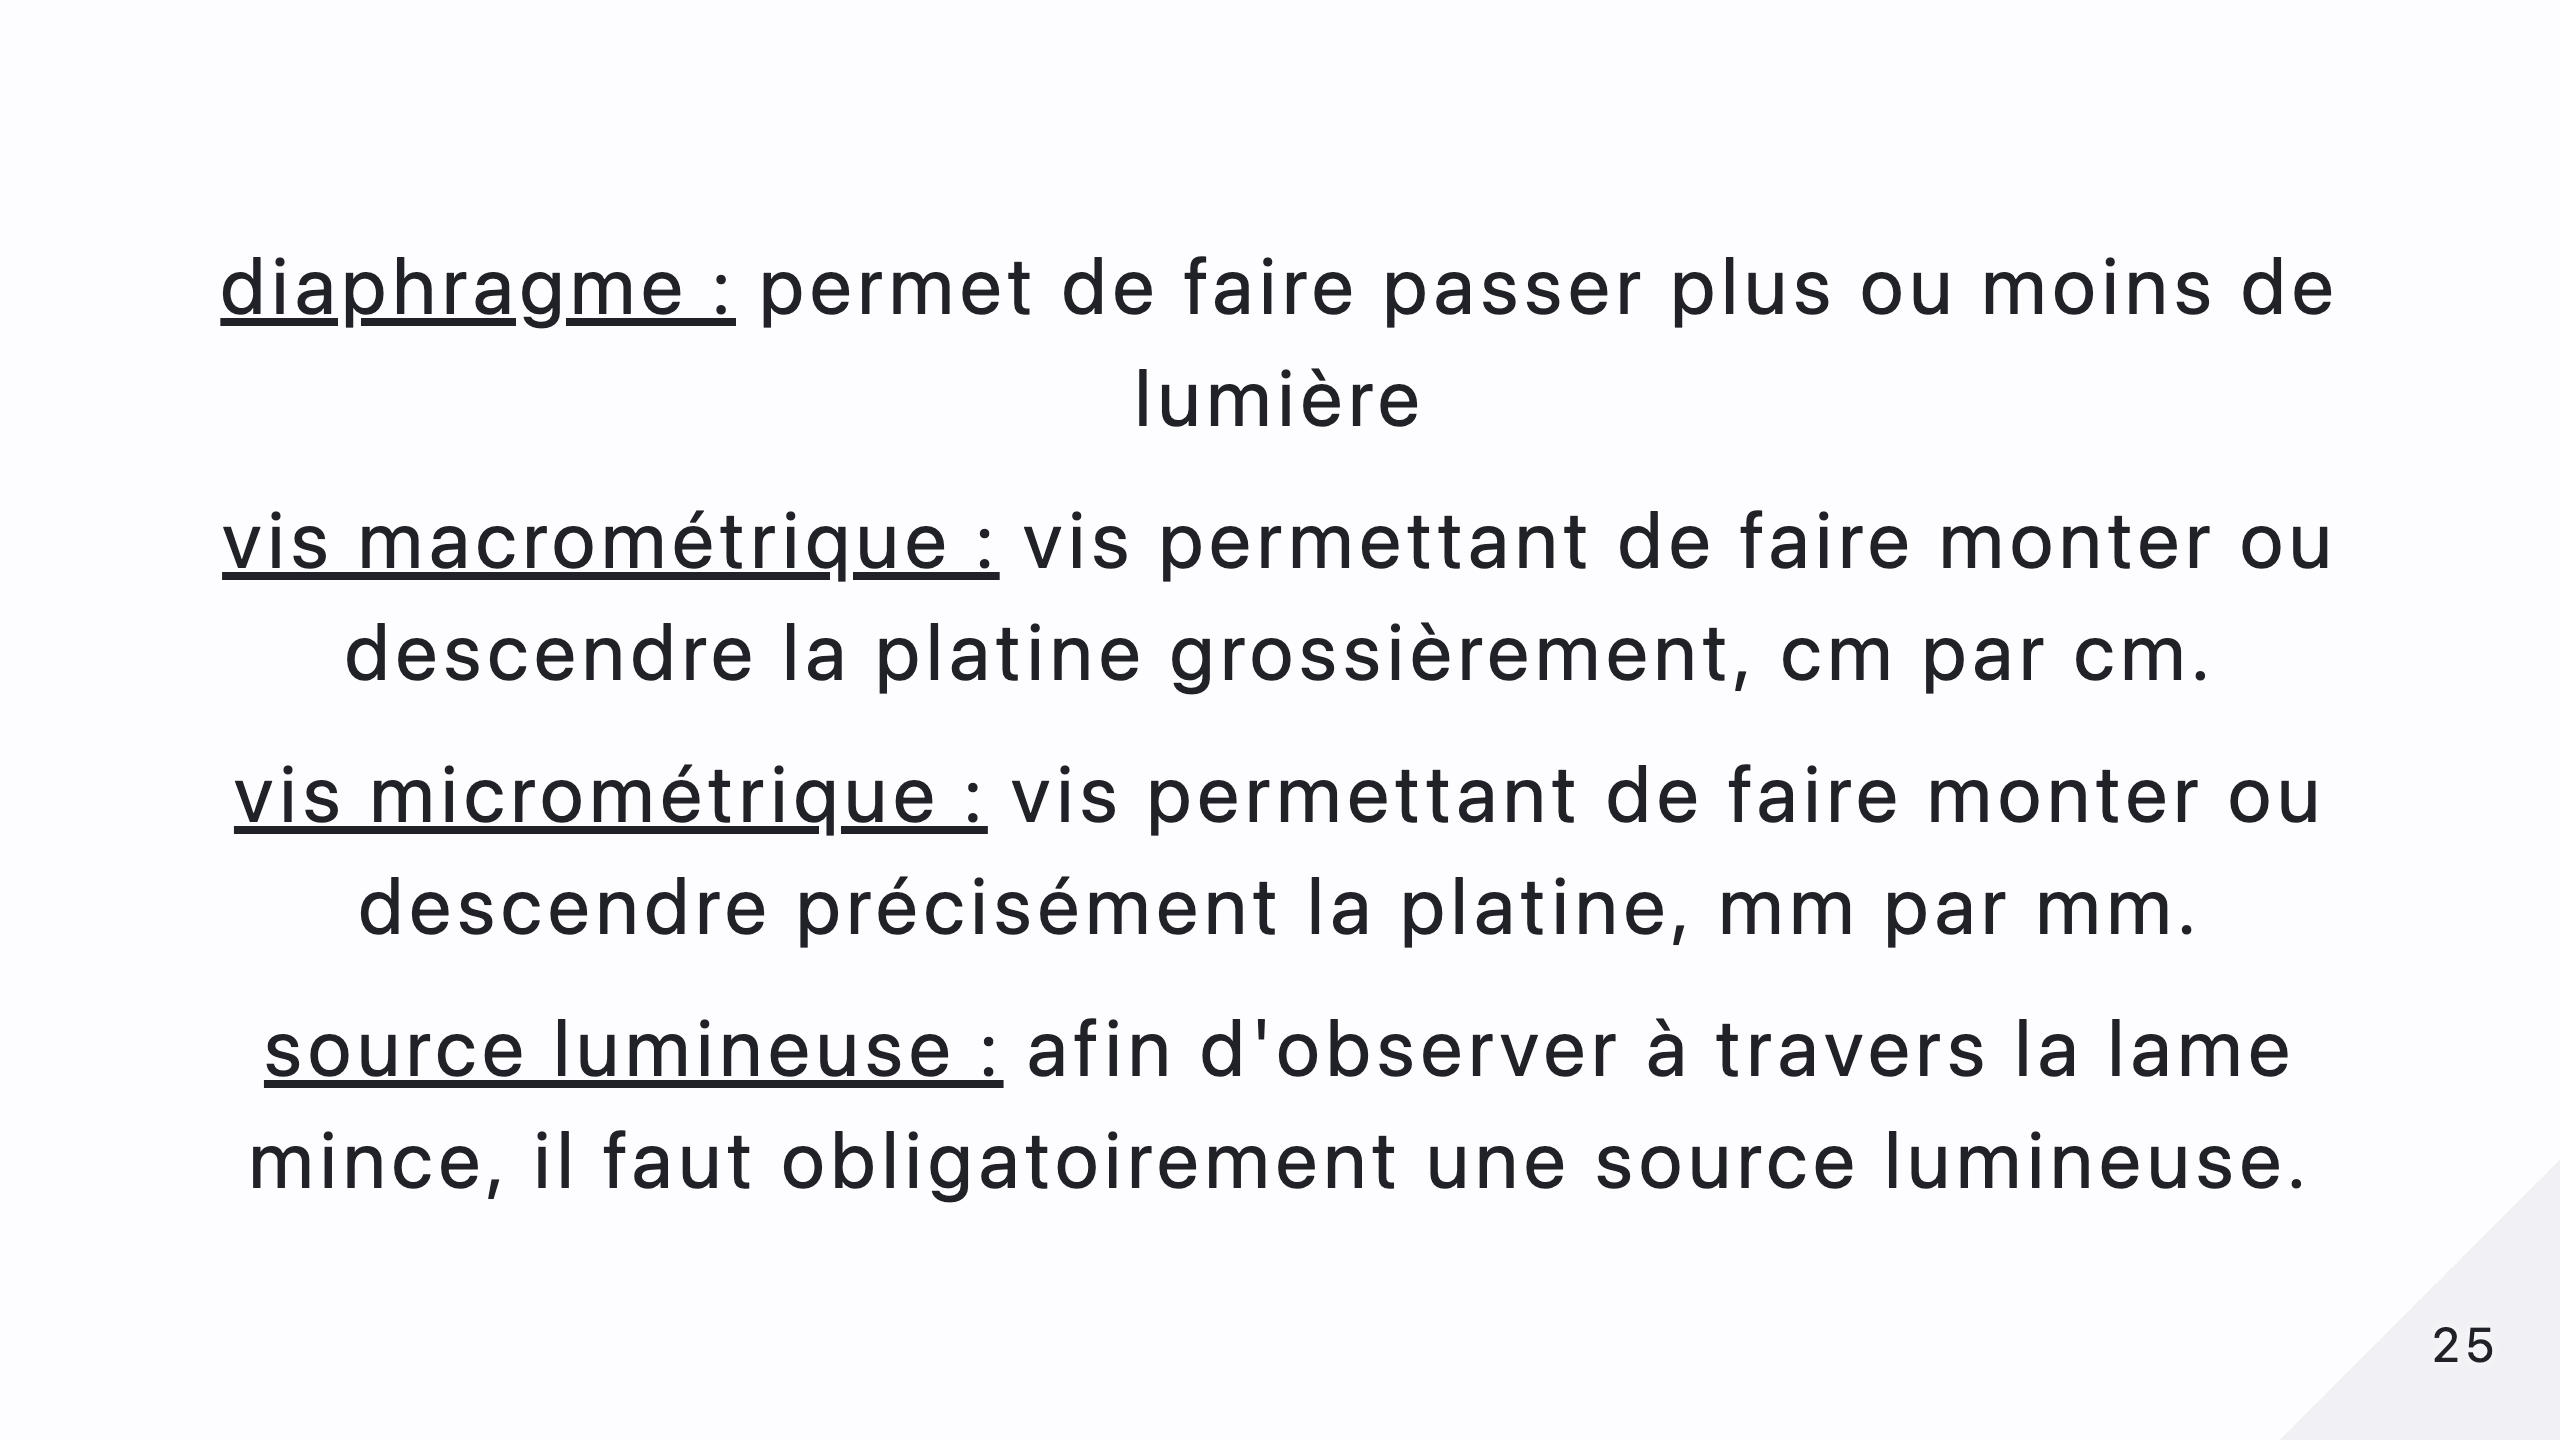 diaphragme : permet de faire passer plus ou moins de
lumière
vis macrométrique : vis permettant de faire monter ou
descendre la platine grossièrement, cm par cm.
vis micrométrique : vis permettant de faire monter ou
descendre précisément la platine, mm par mm.
source lumineuse : afin d'observer à travers la lame
mince, il faut obligatoirement une source lumineuse.
25